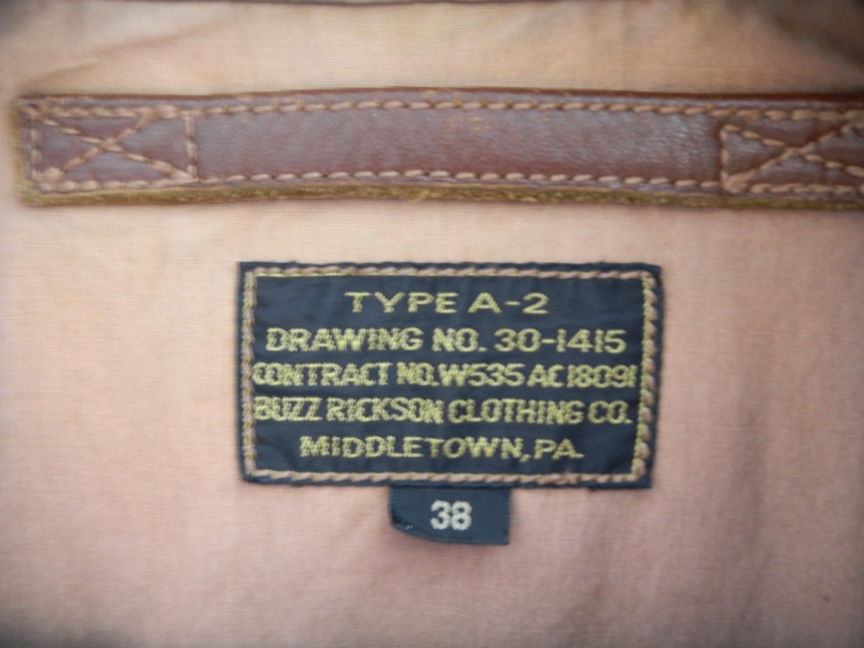 TYPE A-2
DRAWING NO. 30-1415
CONTRACT NO. W535 AC18091
BUZZ RICKSON CLOTHING CO.
MIDDLETOWN, PA.
38